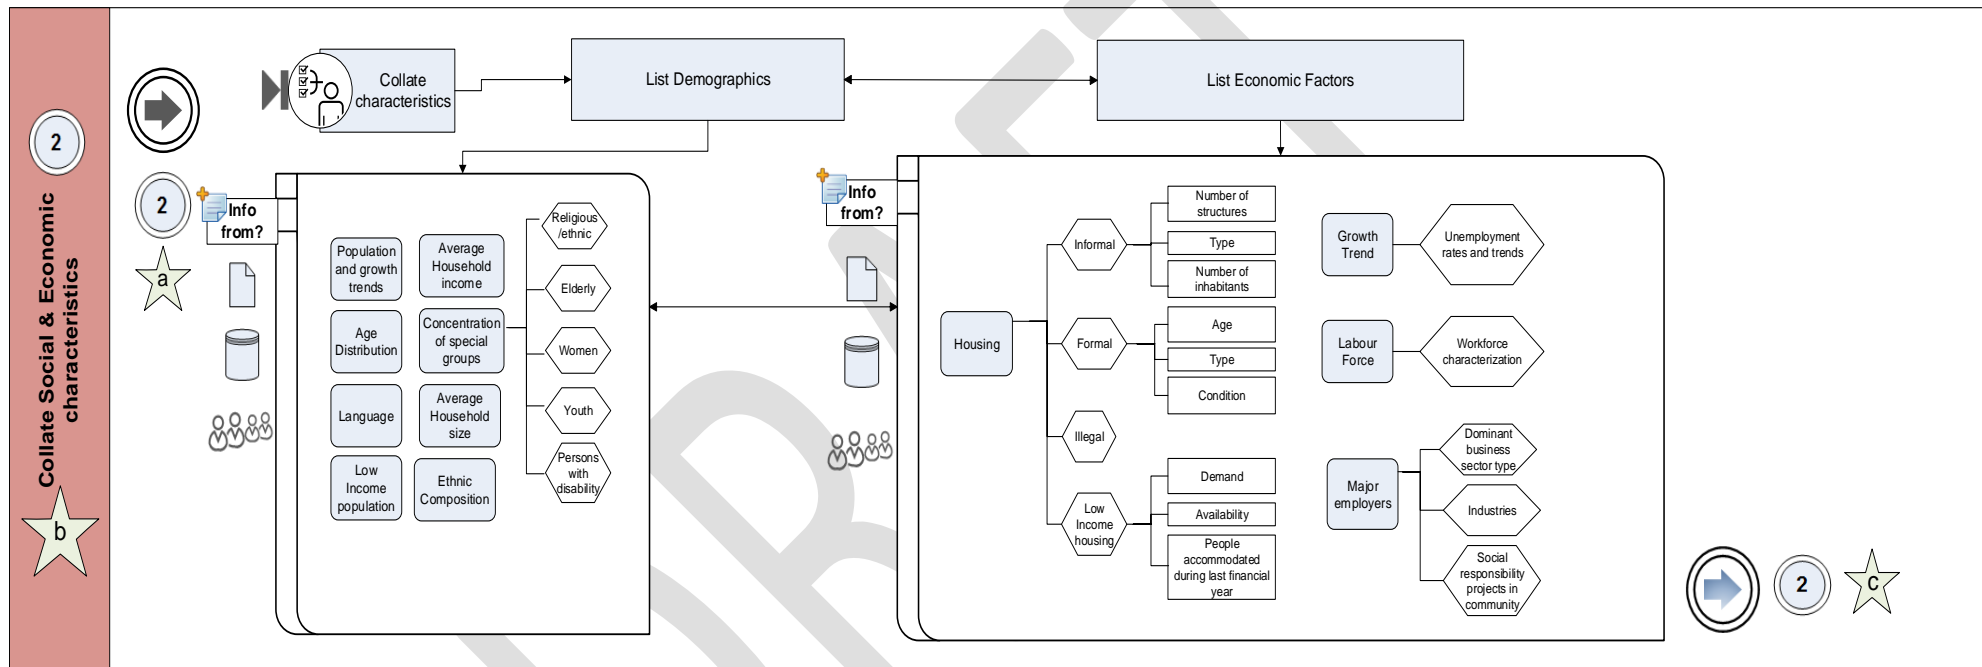 2
Collate Social & Economic
characteristics
b
2
a
Collate
characteristics
List Demographics
List Economic Factors
Info
from?
Population
and growth
trends
Average
Household
income
Age
Distribution
Concentration
of special
groups
Language
Average
Household
size
Low
Income
population
Ethnic
Composition
Religious
/ethnic
Elderly
Women
Youth
Persons
with
disability
Info
from?
Housing
Informal
Number of
structures
Type
Number of
inhabitants
Formal
Age
Type
Condition
Illegal
Low
Income
housing
Demand
Availability
People
accommodated
during last financial
year
Growth
Trend
Unemployment
rates and trends
Labour
Force
Workforce
characterization
Major
employers
Dominant
business
sector type
Industries
Social
responsibility
projects in
community
2
c